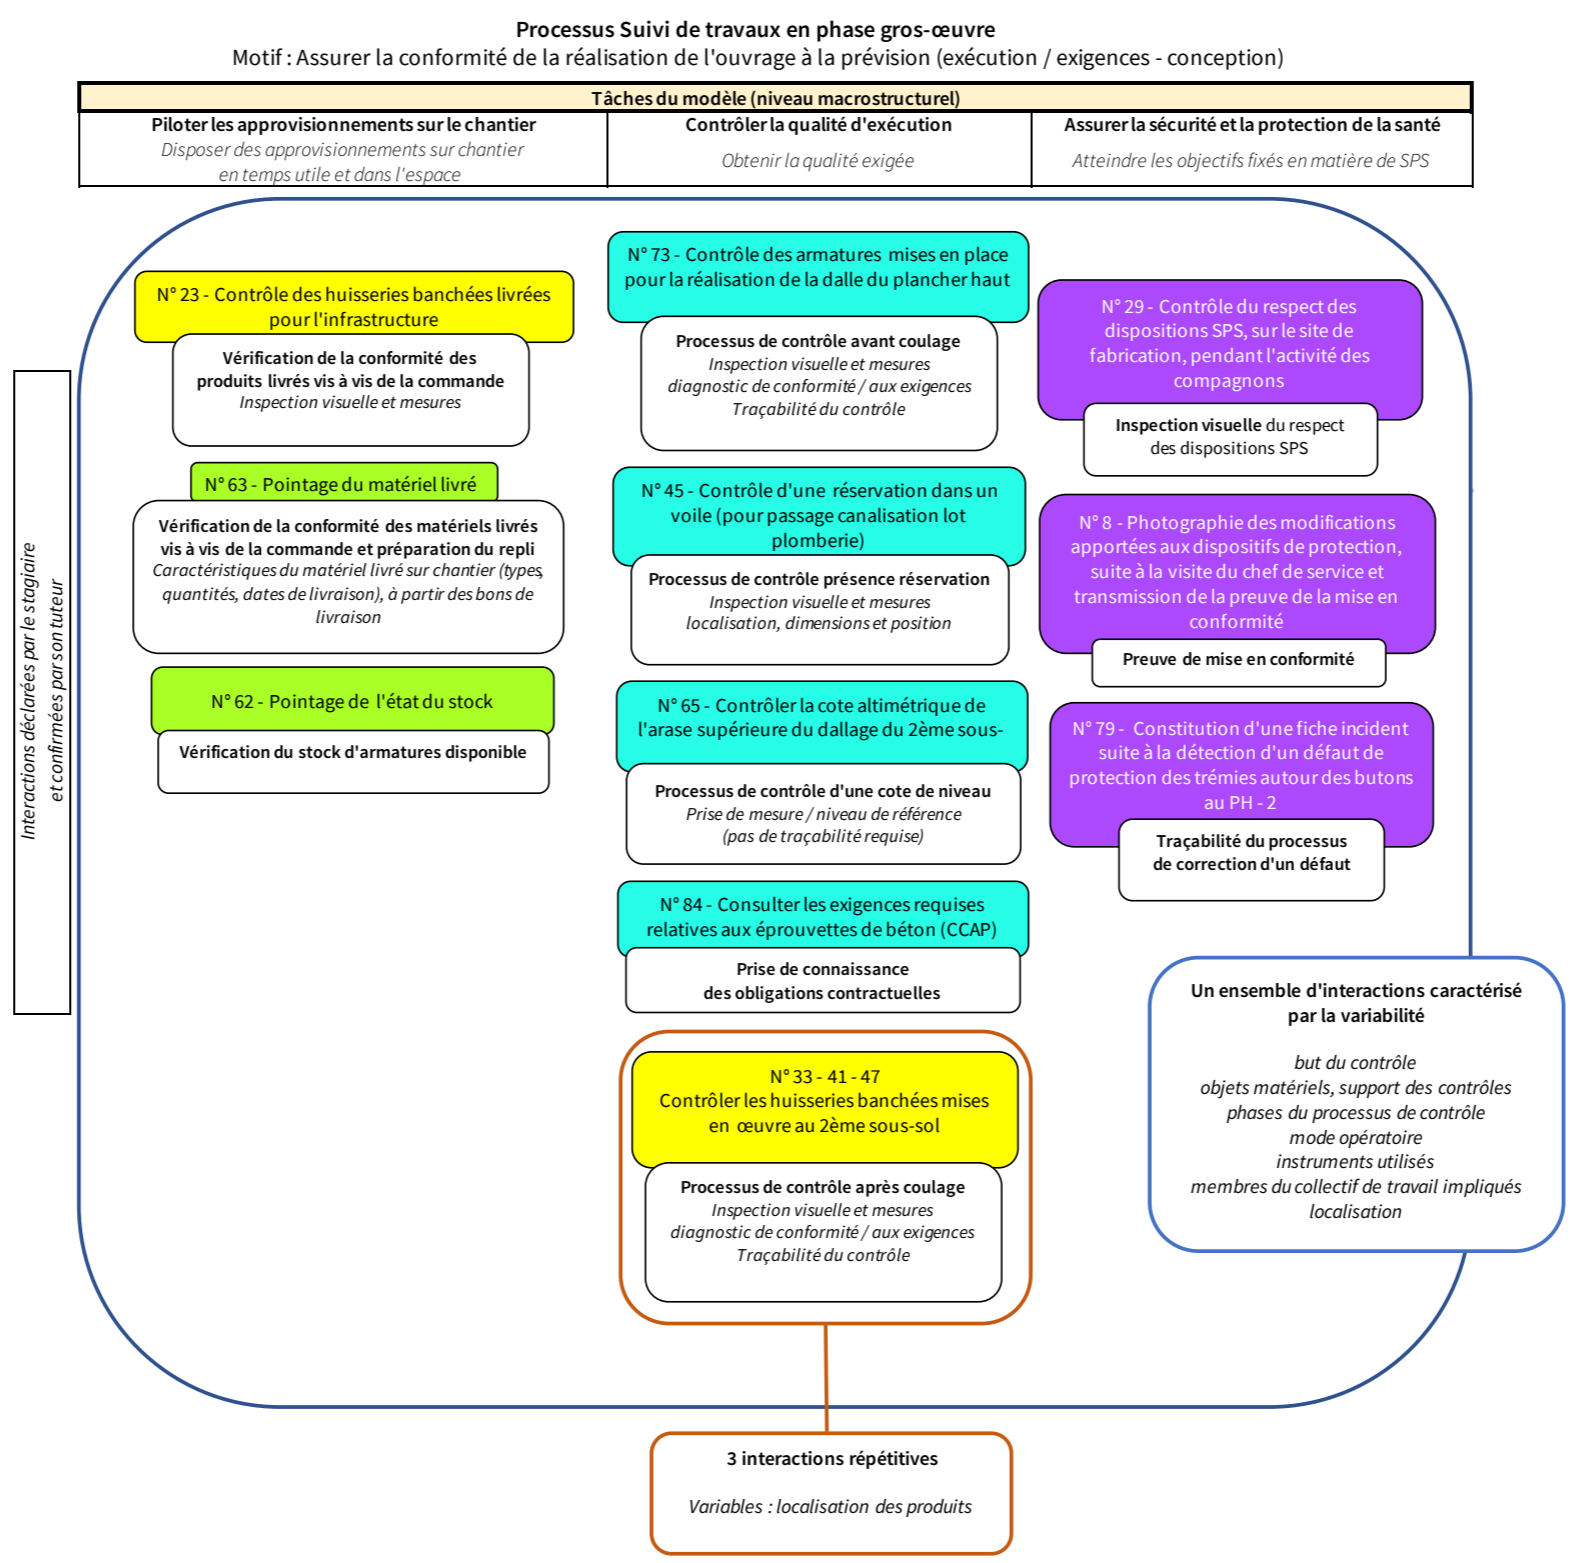 Processus Suivi de travaux en phase gros-œuvre
Motif : Assurer la conformité de la réalisation de l'ouvrage à la prévision (exécution / exigences - conception)
Tâches du modèle (niveau macrostructurel)
Piloter les approvisionnements sur le chantier
Disposer des approvisionnements sur chantier
en temps utile et dans l'espace
Contrôler la qualité d'exécution
Obtenir la qualité exigée
Assurer la sécurité et la protection de la santé
Atteindre les objectifs fixés en matière de SPS
Interactions déclarées par le stagiaire
et confirmées par son tuteur
N° 23 - Contrôle des huisseries banchées livrées
pour l'infrastructure
Vérification de la conformité des
produits livrés vis à vis de la commande
Inspection visuelle et mesures
N° 63 - Pointage du matériel livré
Vérification de la conformité des matériels livrés
vis à vis de la commande et préparation du repli
Caractéristiques du matériel livré sur chantier (types,
quantités, dates de livraison), à partir des bons de
livraison
N° 62 - Pointage de l'état du stock
Vérification du stock d'armatures disponible
N° 73 - Contrôle des armatures mises en place
pour la réalisation de la dalle du plancher haut
Processus de contrôle avant coulage
Inspection visuelle et mesures
diagnostic de conformité / aux exigences
Traçabilité du contrôle
N° 45 - Contrôle d'une réservation dans un
voile (pour passage canalisation lot
plomberie)
Processus de contrôle présence réservation
Inspection visuelle et mesures
localisation, dimensions et position
N° 65 - Contrôler la cote altimétrique de
l'arase supérieure du dallage du 2ème sous-
Processus de contrôle d'une cote de niveau
Prise de mesure / niveau de référence
(pas de traçabilité requise)
N° 84 - Consulter les exigences requises
relatives aux éprouvettes de béton (CCAP)
Prise de connaissance
des obligations contractuelles
N° 33 - 41 - 47
Contrôler les huisseries banchées mises
en œuvre au 2ème sous-sol
Processus de contrôle après coulage
Inspection visuelle et mesures
diagnostic de conformité / aux exigences
Traçabilité du contrôle
N° 29 - Contrôle du respect des
dispositions SPS, sur le site de
fabrication, pendant l'activité des
compagnons
Inspection visuelle du respect
des dispositions SPS
N° 8 - Photographie des modifications
apportées aux dispositifs de protection,
suite à la visite du chef de service et
transmission de la preuve de la mise en
conformité
Preuve de mise en conformité
N° 79 - Constitution d'une fiche incident
suite à la détection d'un défaut de
protection des trémies autour des butons
au PH - 2
Traçabilité du processus
de correction d'un défaut
Un ensemble d'interactions caractérisé
par la variabilité
but du contrôle
objets matériels, support des contrôles
phases du processus de contrôle
mode opératoire
instruments utilisés
membres du collectif de travail impliqués
localisation
3 interactions répétitives
Variables : localisation des produits